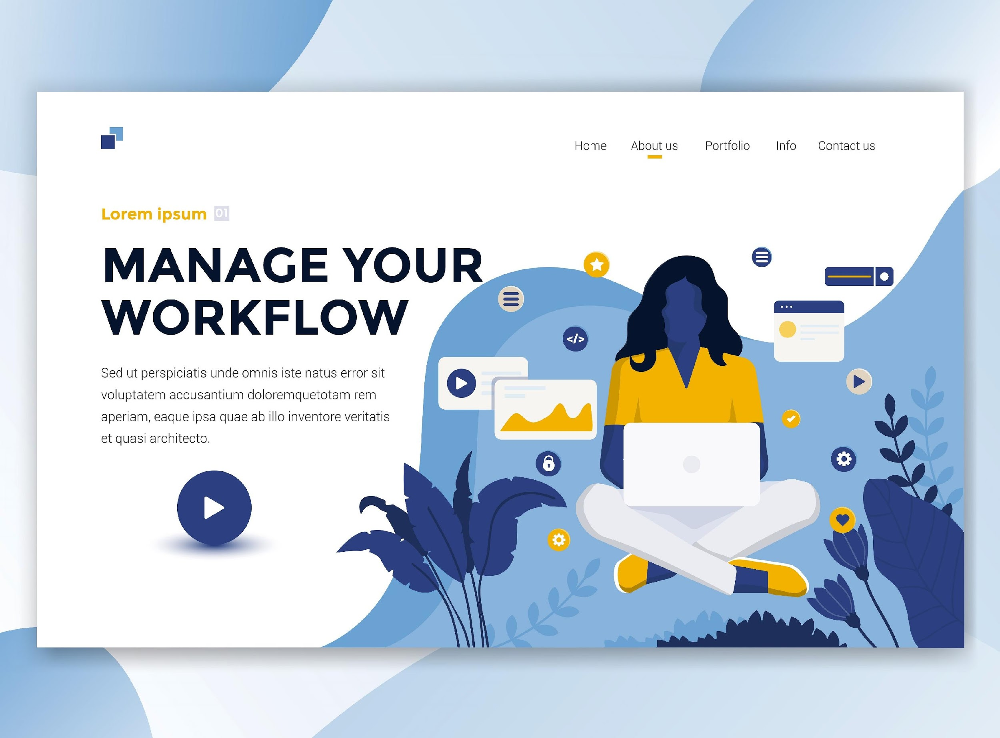 Home About us Portfolio Info Contact us
Lorem ipsum 01
MANAGE YOUR
WORKFLOW
Sed ut perspiciatis unde omnis iste natus error sit
voluptatem accusantium doloremquetotam rem
aperiam, eaque ipsa quae ab illo inventore veritatis
et quasi architecto.
</>